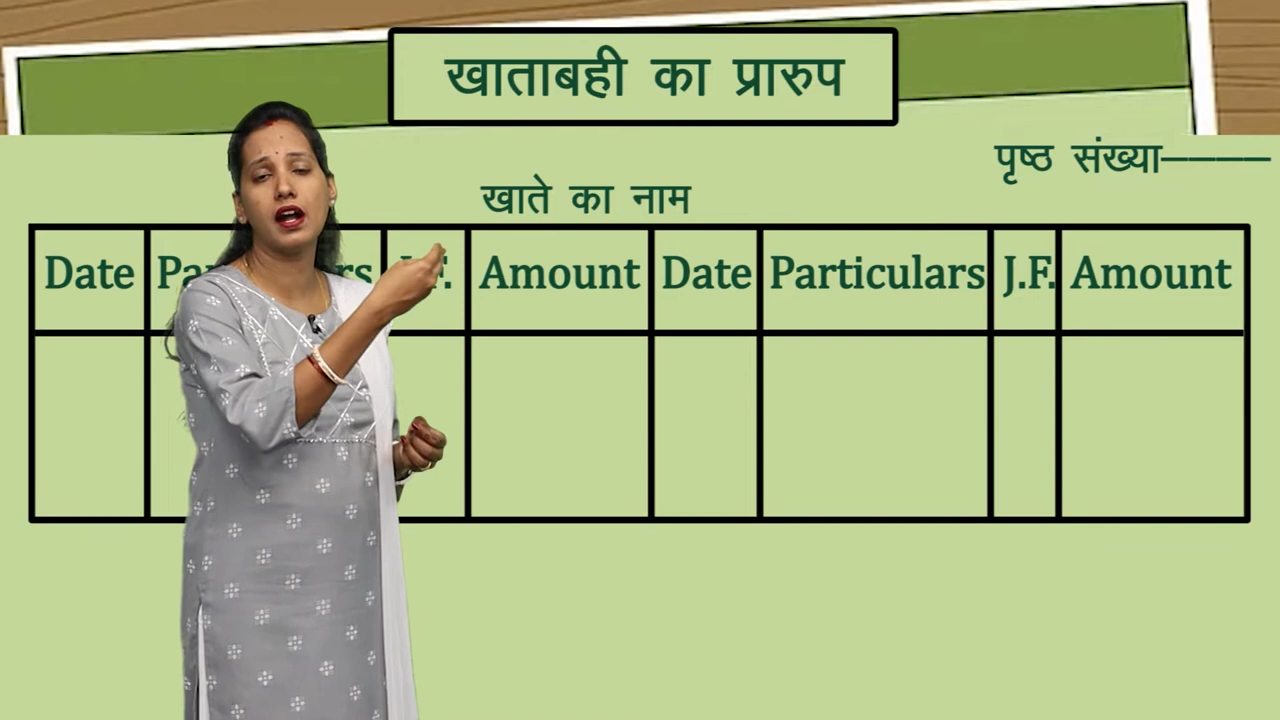 खाताबही का प्रारुप
पृष्ठ संख्या————
खाते का नाम
Date Amount Date Particulars J.F. Amount